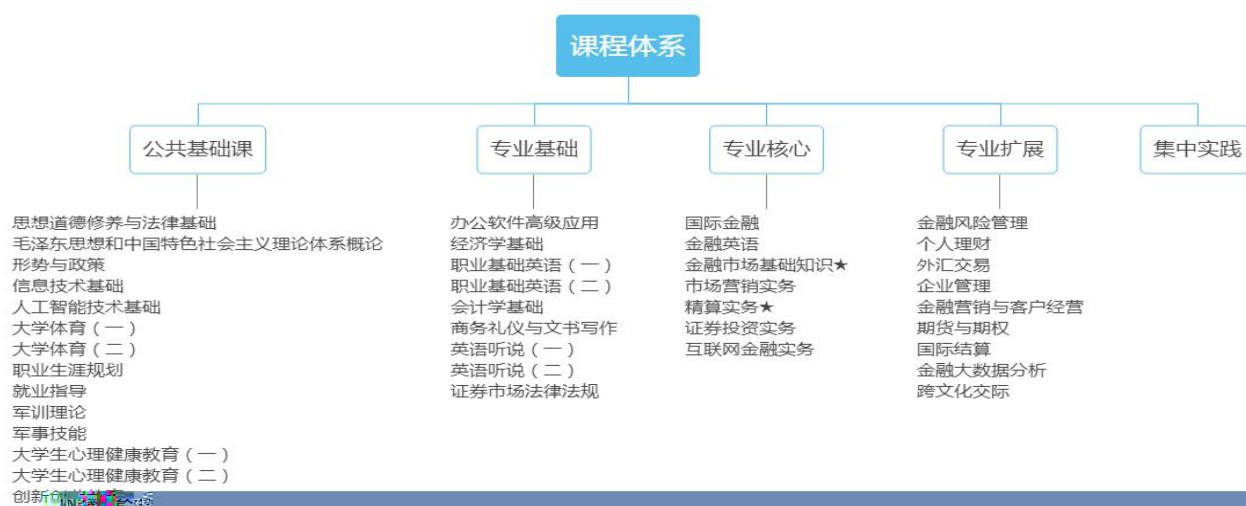 课程体系
公共基础课
专业基础
专业核心
专业扩展
集中实践
思想道德修养与法律基础
毛泽东思想和中国特色社会主义理论体系概论
形势与政策
信息技术基础
人工智能技术基础
大学体育（一）
大学体育（二）
职业生涯规划
就业指导
军训理论
军事技能
大学生心理健康教育（一）
大学生心理健康教育（二）
创新
办公软件高级应用
经济学基础
职业基础英语（一）
职业基础英语（二）
会计学基础
商务礼仪与文书写作
英语听说（一）
英语听说（二）
证券市场法律法规
国际金融
金融英语
金融市场基础知识★
市场营销实务
精算实务★
证券投资实务
互联网金融实务
金融风险管理
个人理财
外汇交易
企业管理
金融营销与客户经营
期货与期权
国际结算
金融大数据分析
跨文化交际